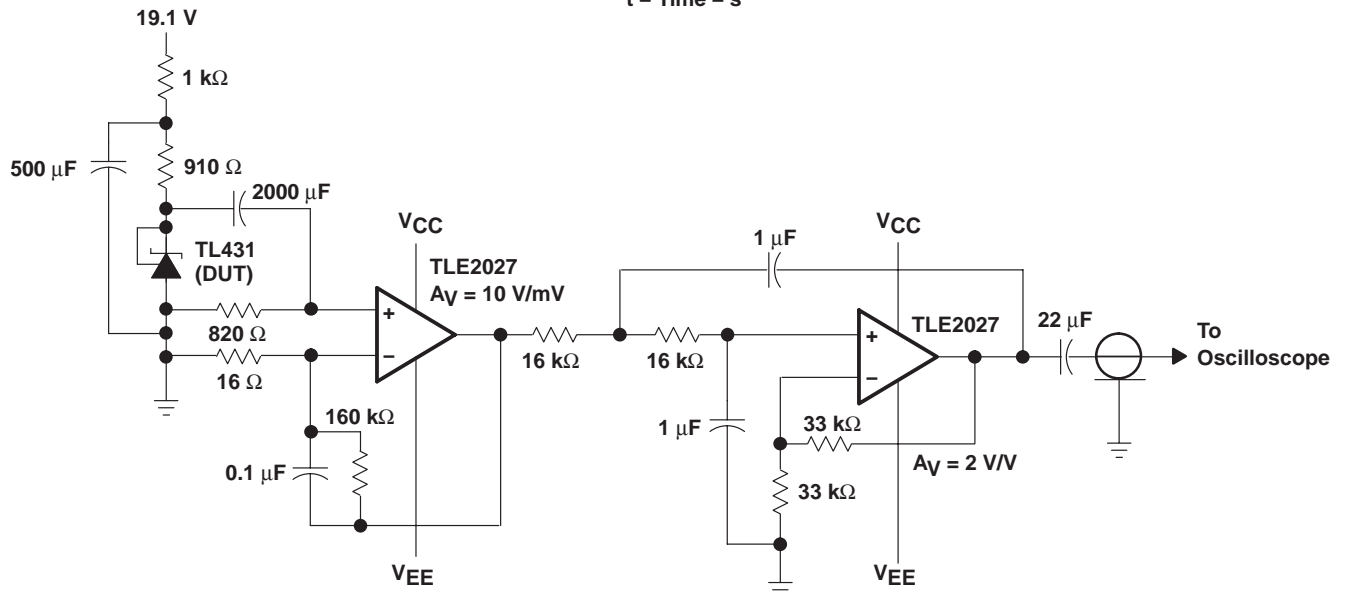 t – Time – s
19.1 V
1 kΩ
500 μF
910 Ω
2000 μF
TL431
(DUT)
820 Ω
16 Ω
160 kΩ
0.1 μF
VCC
TLE2027
AV = 10 V/mV
+
−
VEE
16 kΩ
16 kΩ
1 μF
1 μF
VCC
TLE2027
+
−
33 kΩ
AV = 2 V/V
33 kΩ
VEE
22 μF
To
Oscilloscope